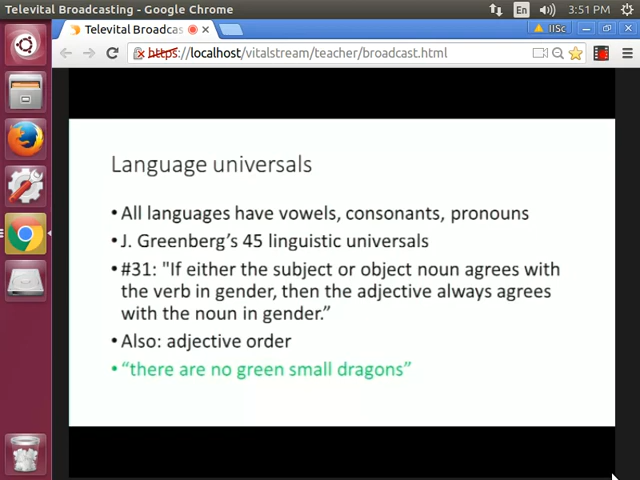 Televital Broadcasting - Google Chrome
En
3:51 PM
Televital Broadcas
IISc
https://localhost/vitalstream/teacher/broadcast.html
Language universals
• All languages have vowels, consonants, pronouns
• J. Greenberg's 45 linguistic universals
• #31: "If either the subject or object noun agrees with
the verb in gender, then the adjective always agrees
with the noun in gender.”
• Also: adjective order
• “there are no green small dragons”